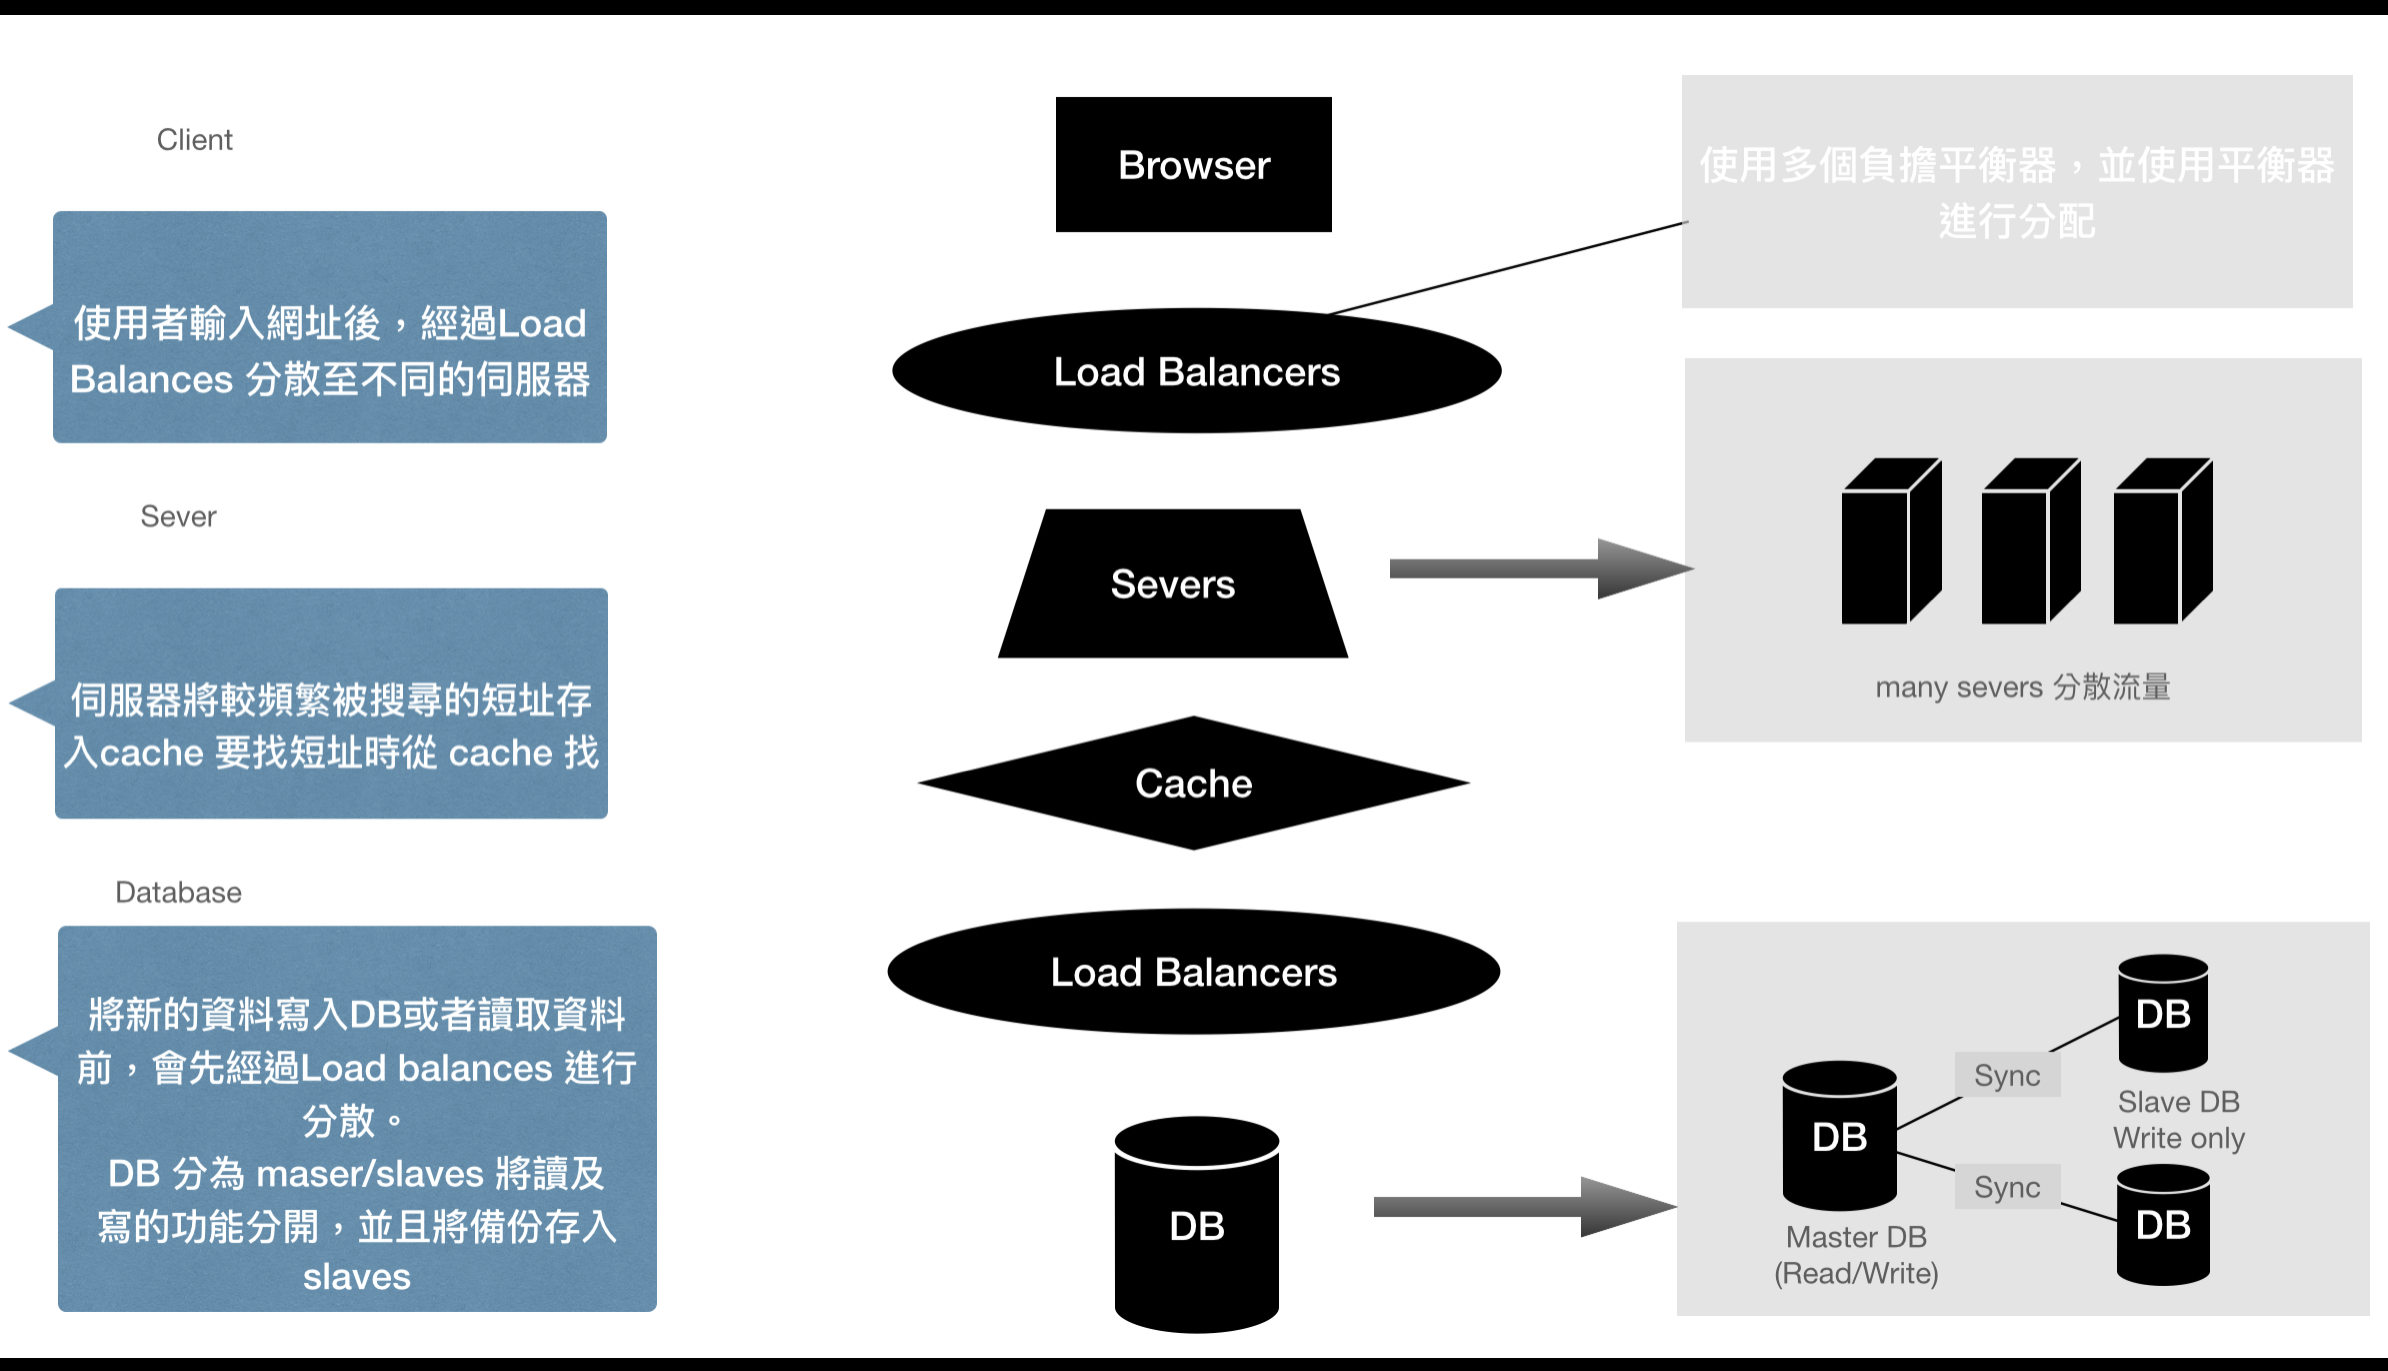 Client
使用者輸入網址後，經過Load
Balances 分散至不同的伺服器
Sever
伺服器將較頻繁被搜尋的短址存
入cache 要找短址時從 cache 找
Database
將新的資料寫入DB或者讀取資料
前，會先經過Load balances 進行
分散。
DB 分為 maser/slaves 將讀及
寫的功能分開，並且將備份存入
slaves
Browser
Load Balancers
Severs
Cache
Load Balancers
DB
使用多個負擔平衡器，並使用平衡器
進行分配
many severs 分散流量
DB
Sync
Slave DB
Write only
DB
Sync
DB
Master DB
(Read/Write)